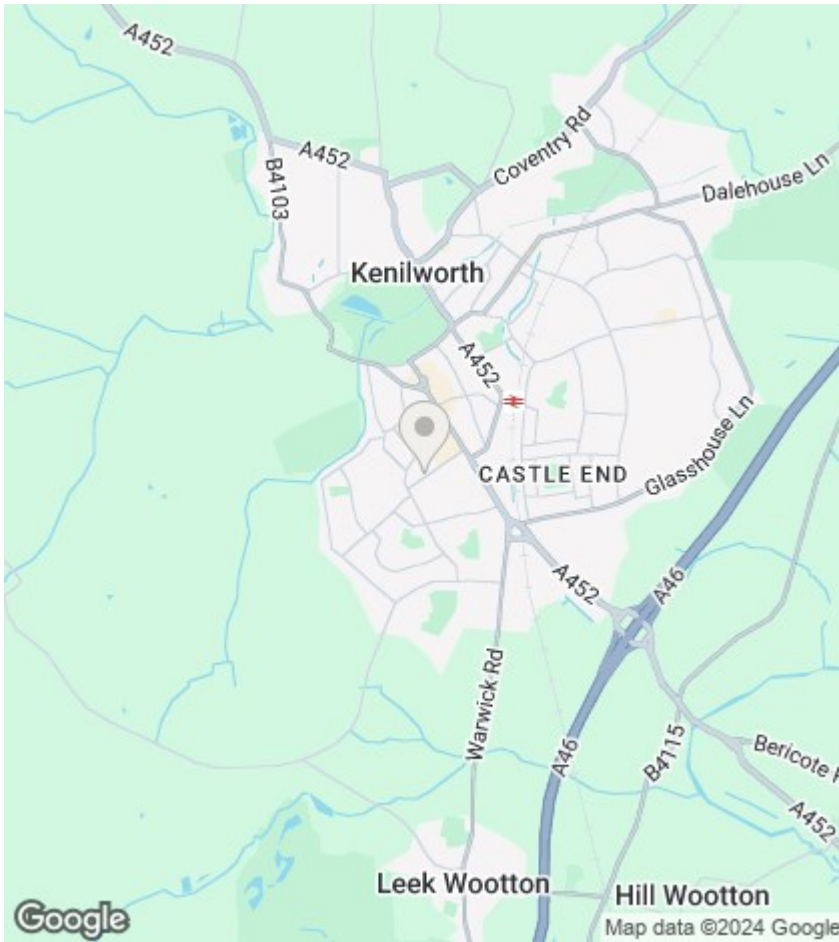 A452
A452
Coventry Rd
B4103
Dalehouse Ln
Kenilworth
A452
Glasshouse Ln
CASTLE END
A452
A46
Warwick Rd
A46
B4115
Bericote R
A452
Leek Wootton
Hill Wootton
Google
Map data ©2024 Google